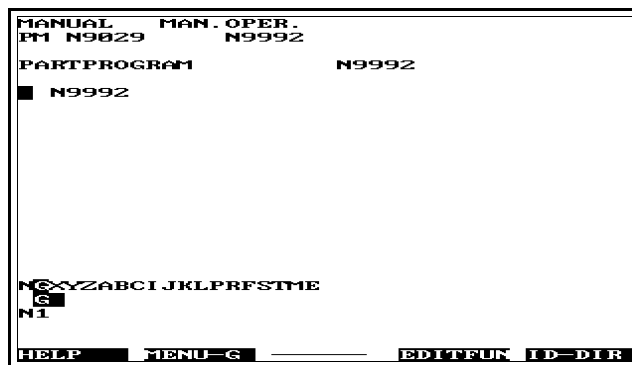 MANUAL MAN.OPER.
PM N9029 N9992
PARTPROGRAM N9992
N9992
NGXYZABCIJKLPRFSTME
G
N1
HELP MENU-G EDITFUN ID-DIR